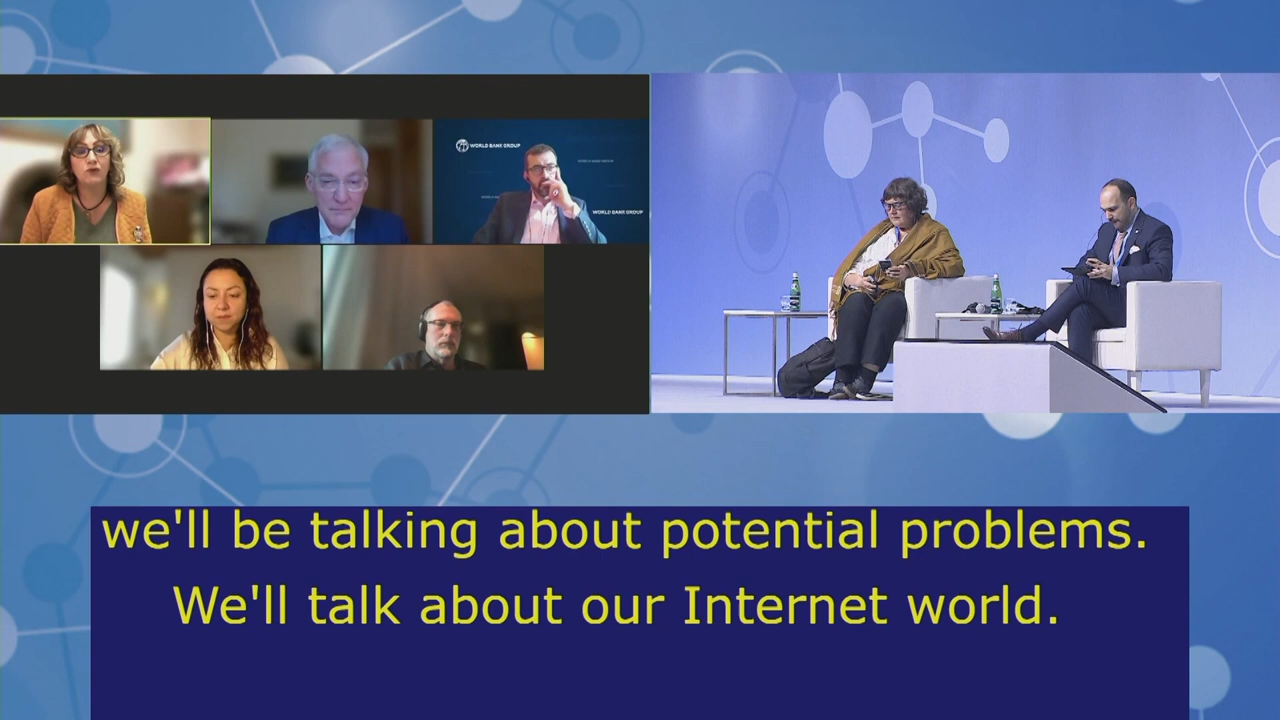 WORLD BANK GROUP
WORLD BANK GROUP
we'll be talking about potential problems.
We'll talk about our Internet world.